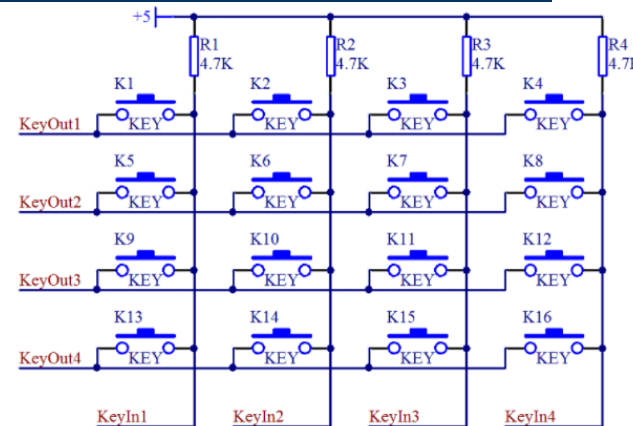 +5
R1 R2 R3 R4
4.7K 4.7K 4.7K 4.7K
K1 K2 K3 K4
KeyOut1 KEY KEY KEY KEY
K5 K6 K7 K8
KeyOut2 KEY KEY KEY KEY
K9 K10 K11 K12
KeyOut3 KEY KEY KEY KEY
K13 K14 K15 K16
KeyOut4 KEY KEY KEY KEY
KeyIn1 KeyIn2 KeyIn3 KeyIn4